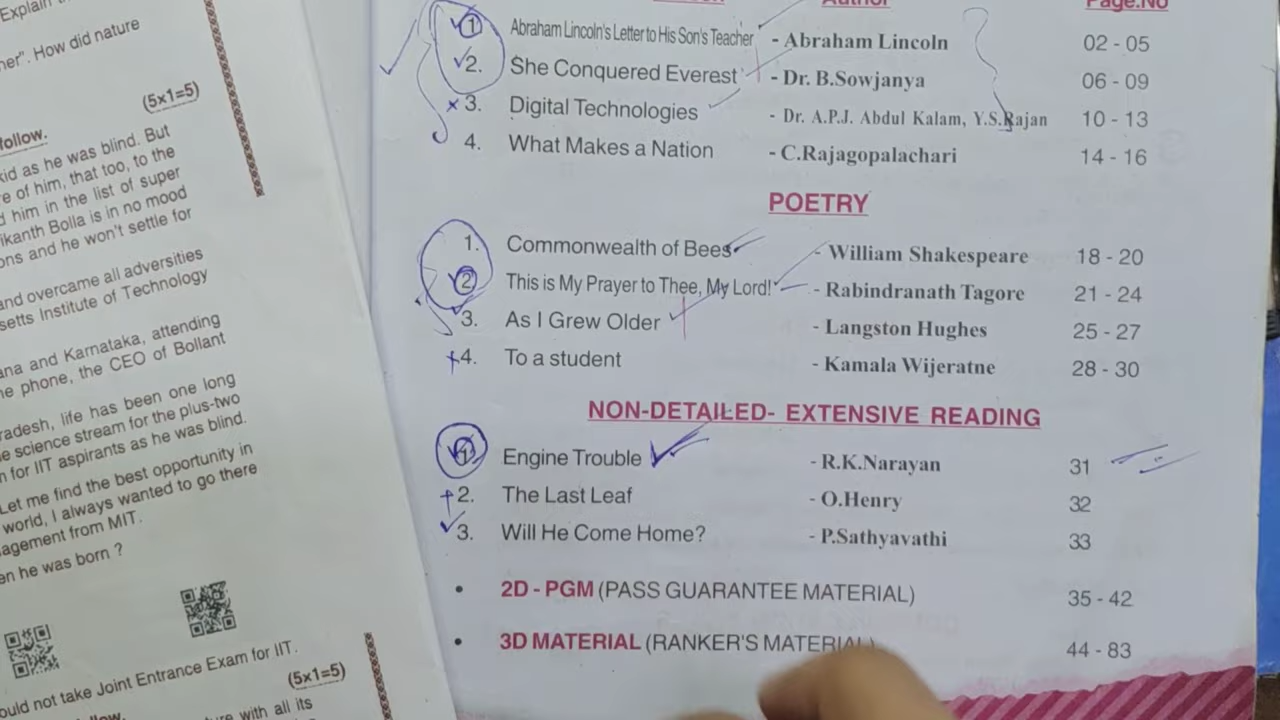 Explain
her". How did nature
(5x1=5)
follow.
kid as he was blind. But
re of him, that too, to the
d him in the list of super
ikanth Bolla is in no mood
ons and he won't settle for
and overcame all adversities
setts Institute of Technology
ana and Karnataka, attending
he phone, the CEO of Bollant
radesh, life has been one long
e science stream for the plus-two
n for IIT aspirants as he was blind.
Let me find the best opportunity in
world, I always wanted to go there
agement from MIT.
en he was born ?
ould not take Joint Entrance Exam for IIT.
(5x1=5)
ure with all its
Author Page.No
1. Abraham Lincoln's Letter to His Son's Teacher - Abraham Lincoln 02 - 05
2. She Conquered Everest - Dr. B.Sowjanya 06 - 09
3. Digital Technologies - Dr. A.P.J. Abdul Kalam, Y.S.Rajan 10 - 13
4. What Makes a Nation - C.Rajagopalachari 14 - 16
POETRY
1. Commonwealth of Bees - William Shakespeare 18 - 20
2 This is My Prayer to Thee, My Lord! - Rabindranath Tagore 21 - 24
3. As I Grew Older - Langston Hughes 25 - 27
4. To a student - Kamala Wijeratne 28 - 30
NON-DETAILED- EXTENSIVE READING
1. Engine Trouble - R.K.Narayan 31
2. The Last Leaf - O.Henry 32
3. Will He Come Home? - P.Sathyavathi 33
• 2D - PGM (PASS GUARANTEE MATERIAL) 35 - 42
• 3D MATERIAL (RANKER'S MATERIAL) 44 - 83